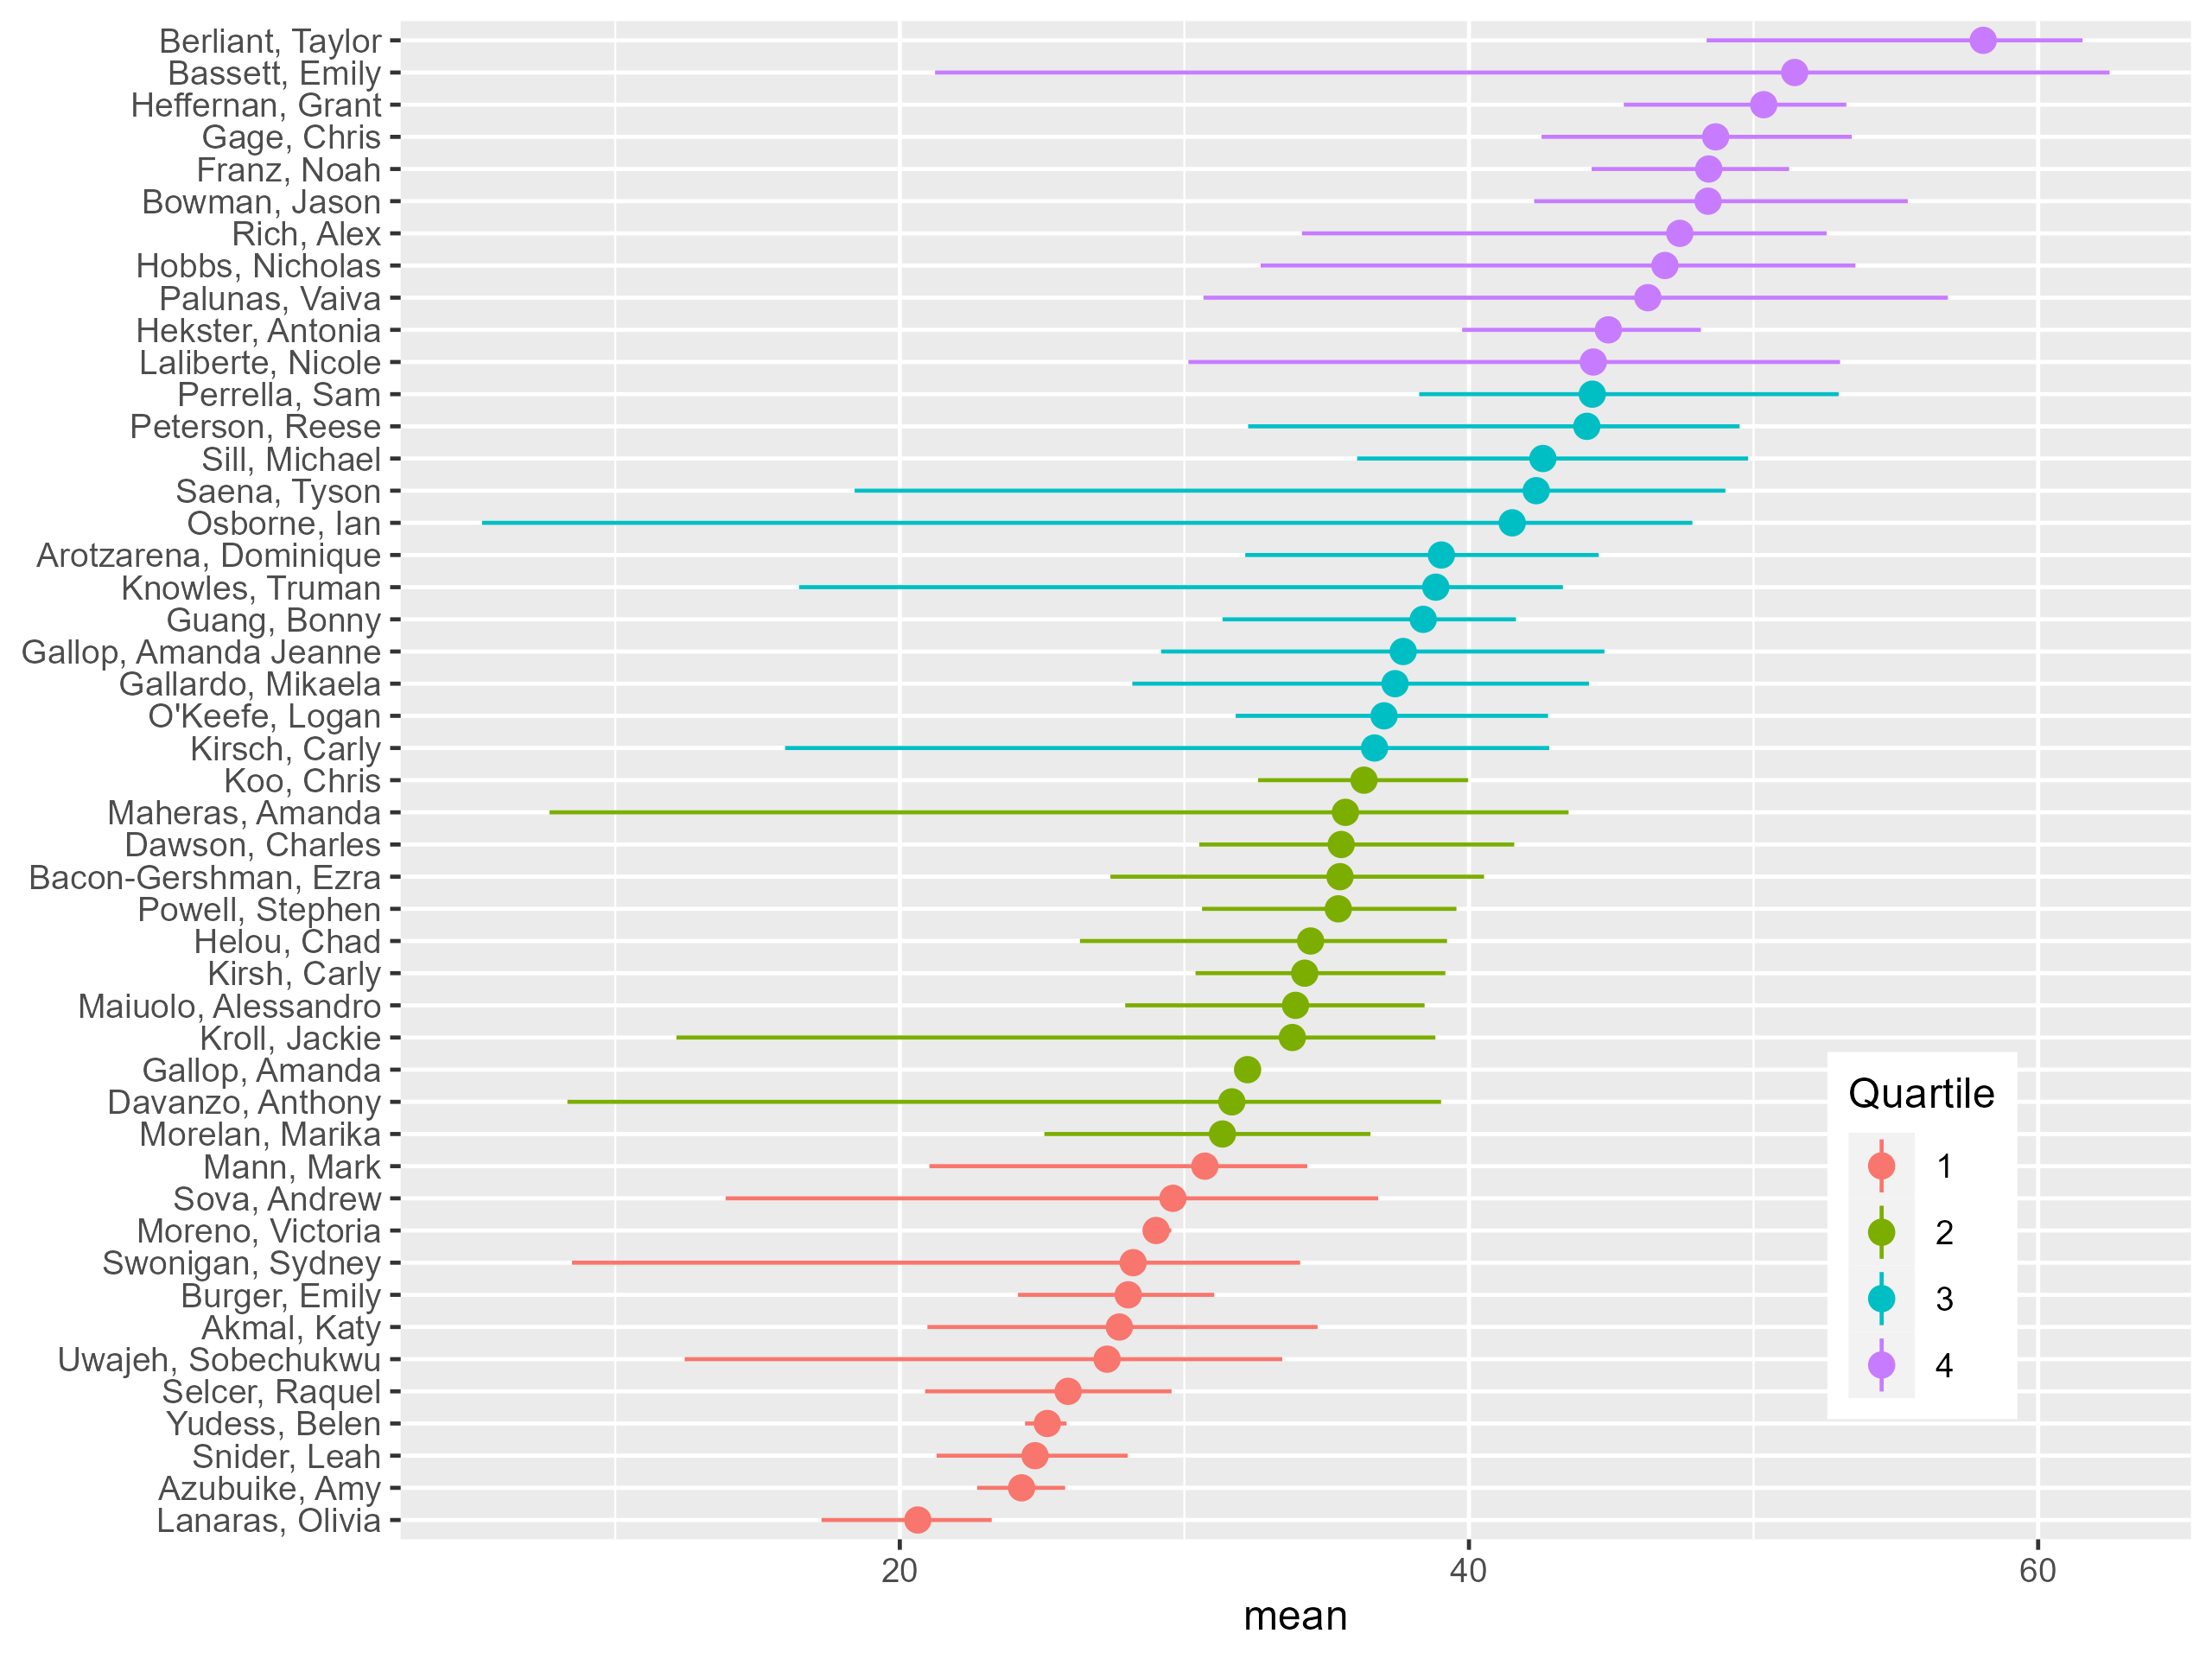 Berliant, Taylor
Bassett, Emily
Heffernan, Grant
Gage, Chris
Franz, Noah
Bowman, Jason
Rich, Alex
Hobbs, Nicholas
Palunas, Vaiva
Hekster, Antonia
Laliberte, Nicole
Perrella, Sam
Peterson, Reese
Sill, Michael
Saena, Tyson
Osborne, Ian
Arotzarena, Dominique
Knowles, Truman
Guang, Bonny
Gallop, Amanda Jeanne
Gallardo, Mikaela
O'Keefe, Logan
Kirsch, Carly
Koo, Chris
Maheras, Amanda
Dawson, Charles
Bacon-Gershman, Ezra
Powell, Stephen
Helou, Chad
Kirsh, Carly
Maiuolo, Alessandro
Kroll, Jackie
Gallop, Amanda
Davanzo, Anthony
Morelan, Marika
Mann, Mark
Sova, Andrew
Moreno, Victoria
Swonigan, Sydney
Burger, Emily
Akmal, Katy
Uwajeh, Sobechukwu
Selcer, Raquel
Yudess, Belen
Snider, Leah
Azubuike, Amy
Lanaras, Olivia
Quartile
1
2
3
4
20 40 60
mean